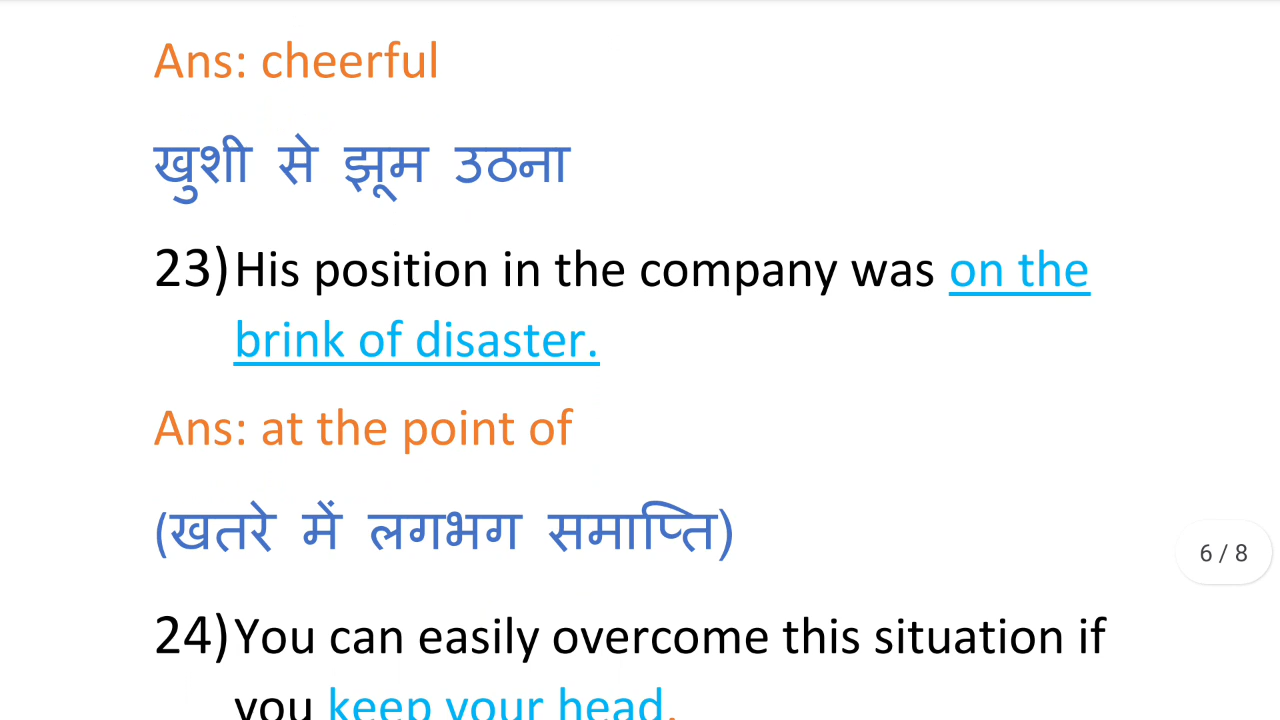 Ans: cheerful
खुशी से झूम उठना
23) His position in the company was on the
brink of disaster.
Ans: at the point of
(खतरे में लगभग समाप्ति)
6 / 8
24) You can easily overcome this situation if
you keep your head.